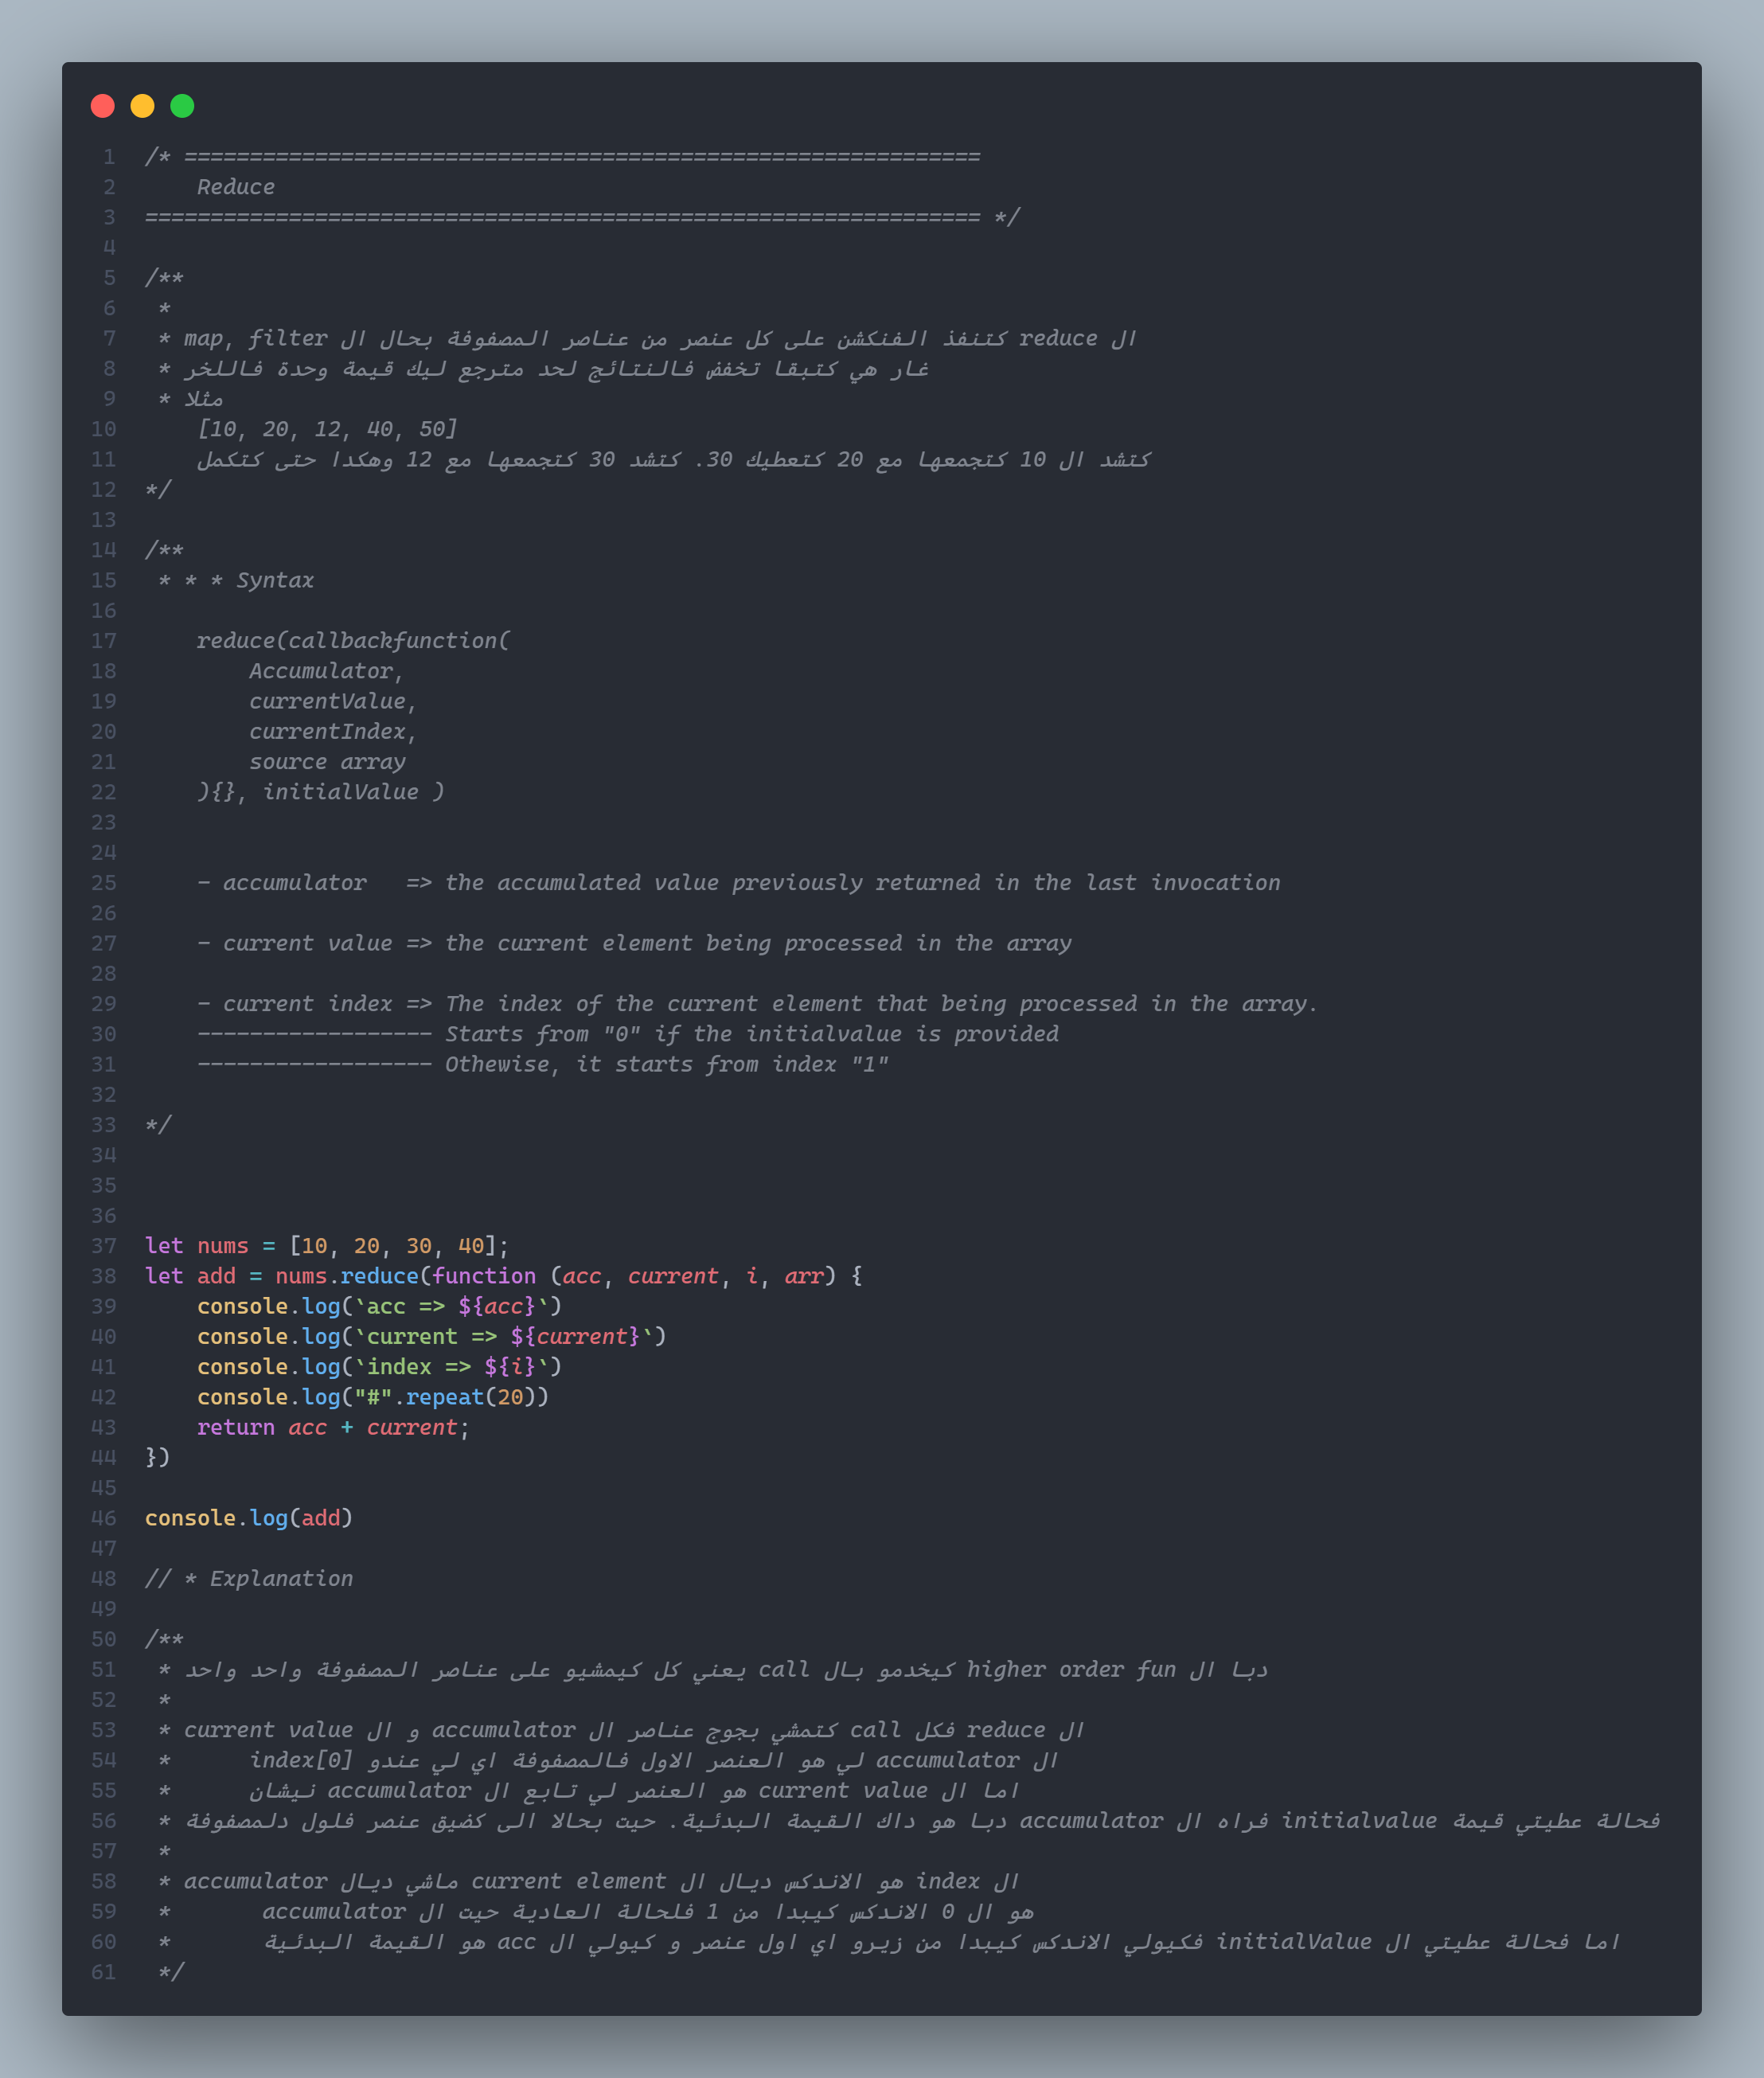 1 /* =============================================================
2 Reduce
3 ================================================================ */
4
5 /**
6 *
7 * ال reduce كتنفذ الفنكشن على كل عنصر من عناصر المصفوفة بحال ال map, filter
8 * غار هي كتبقا تخفض فالنتائج لحد مترجع ليك قيمة وحدة فاللخر
9 * مثلا
10 [10, 20, 12, 40, 50]
11 كتشد ال 10 كتجمعها مع 20 كتعطيك 30. كتشد 30 كتجمعها مع 12 وهكدا حتى كتكمل
12 */
13
14 /**
15 * * * Syntax
16
17 reduce(callbackfunction(
18 Accumulator,
19 currentValue,
20 currentIndex,
21 source array
22 ){}, initialValue )
23
24
25 - accumulator   => the accumulated value previously returned in the last invocation
26
27 - current value => the current element being processed in the array
28
29 - current index => The index of the current element that being processed in the array.
30 ------------------ Starts from "0" if the initialvalue is provided
31 ------------------ Othewise, it starts from index "1"
32
33 */
34
35
36
37 let nums = [10, 20, 30, 40];
38 let add = nums.reduce(function (acc, current, i, arr) {
39 console.log(`acc => ${acc}`)
40 console.log(`current => ${current}`)
41 console.log(`index => ${i}`)
42 console.log("#".repeat(20))
43 return acc + current;
44 })
45
46 console.log(add)
47
48 // * Explanation
49
50 /**
51 * دبا ال higher order fun كيخدمو بال call يعني كل كيمشيو على عناصر المصفوفة واحد واحد
52 *
53 * ال reduce فكل call كتمشي بجوج عناصر ال accumulator و ال current value
54 * ال accumulator لي هو العنصر الاول فالمصفوفة اي لي عندو index[0]
55 * اما ال current value هو العنصر لي تابع ال accumulator نيشان
56 * فحالة عطيتي قيمة initialvalue فراه ال accumulator دبا هو داك القيمة البدئية. حيت بحالا الى كضيق عنصر فلول دلمصفوفة
57 *
58 * ال index هو الاندكس ديال ال current element ماشي ديال accumulator
59 * هو ال 0 الاندكس كيبدا من 1 فلحالة العادية حيت ال accumulator
60 * اما فحالة عطيتي ال initialValue فكيولي الاندكس كيبدا من زيرو اي اول عنصر و كيولي ال acc هو القيمة البدئية
61 */